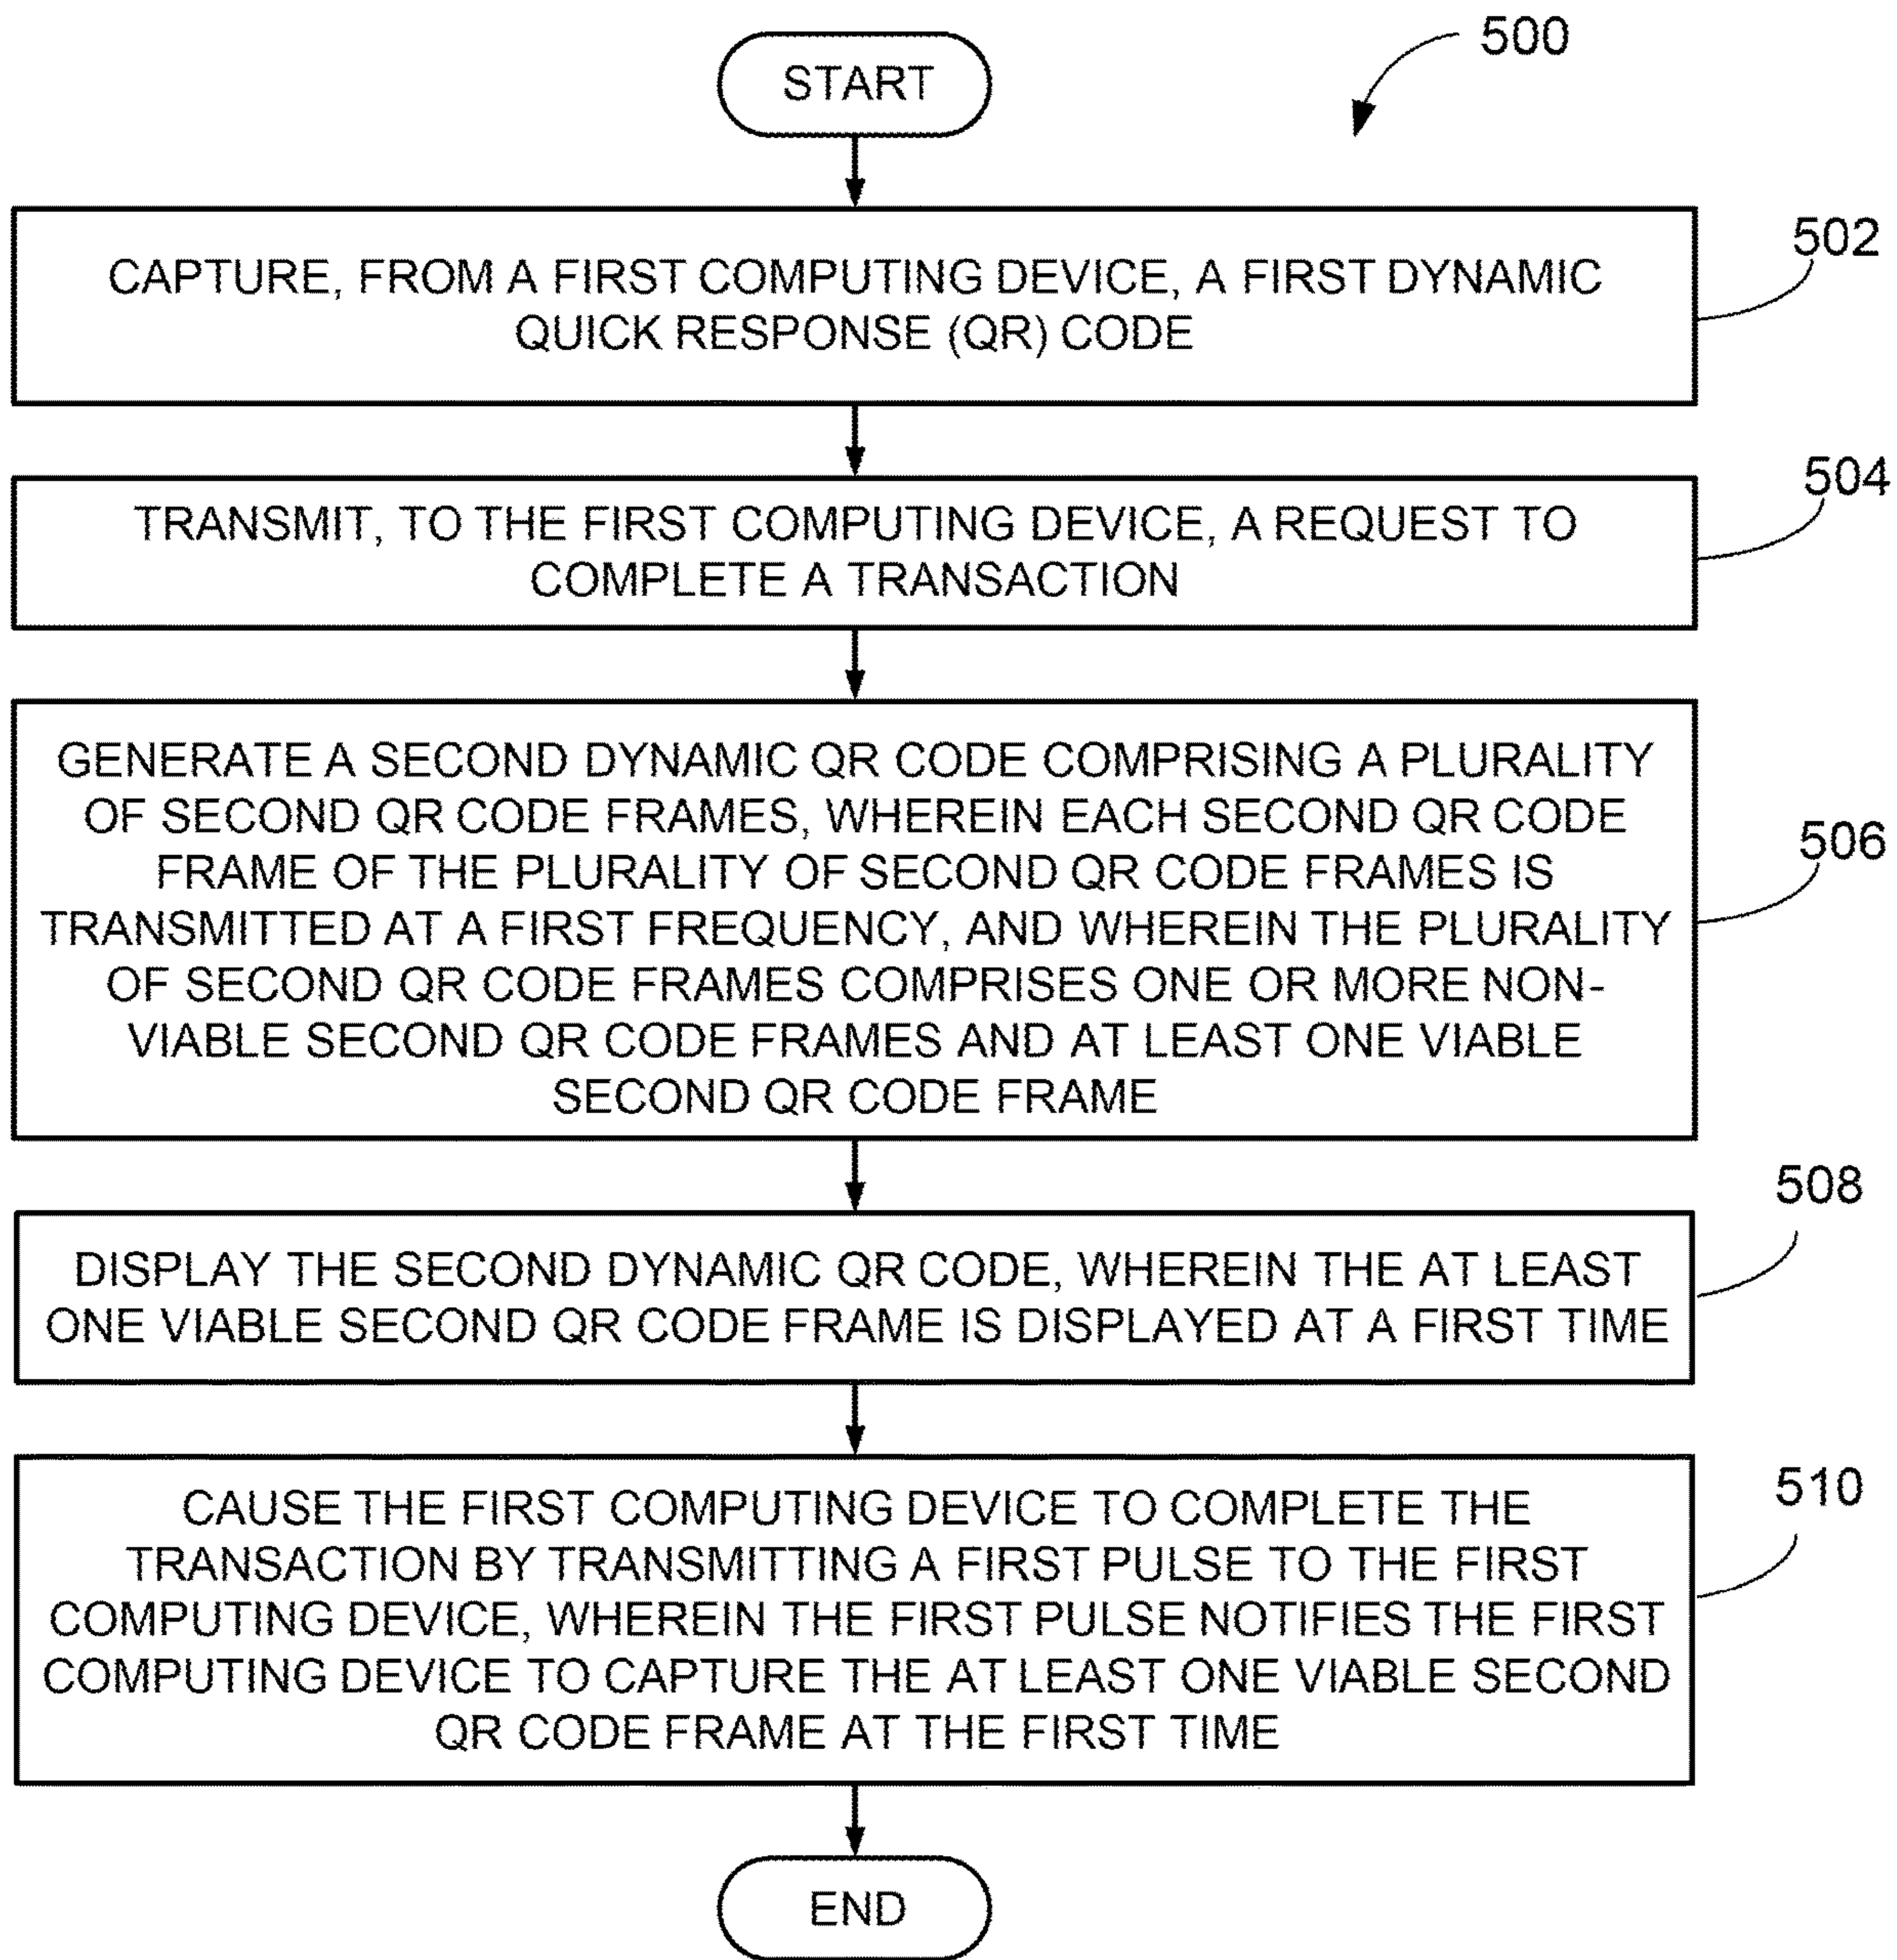 500
START
502
CAPTURE, FROM A FIRST COMPUTING DEVICE, A FIRST DYNAMIC
QUICK RESPONSE (QR) CODE
504
TRANSMIT, TO THE FIRST COMPUTING DEVICE, A REQUEST TO
COMPLETE A TRANSACTION
GENERATE A SECOND DYNAMIC QR CODE COMPRISING A PLURALITY
OF SECOND QR CODE FRAMES, WHEREIN EACH SECOND QR CODE
FRAME OF THE PLURALITY OF SECOND QR CODE FRAMES IS
TRANSMITTED AT A FIRST FREQUENCY, AND WHEREIN THE PLURALITY
OF SECOND QR CODE FRAMES COMPRISES ONE OR MORE NON-
VIABLE SECOND QR CODE FRAMES AND AT LEAST ONE VIABLE
SECOND QR CODE FRAME
506
508
DISPLAY THE SECOND DYNAMIC QR CODE, WHEREIN THE AT LEAST
ONE VIABLE SECOND QR CODE FRAME IS DISPLAYED AT A FIRST TIME
510
CAUSE THE FIRST COMPUTING DEVICE TO COMPLETE THE
TRANSACTION BY TRANSMITTING A FIRST PULSE TO THE FIRST
COMPUTING DEVICE, WHEREIN THE FIRST PULSE NOTIFIES THE FIRST
COMPUTING DEVICE TO CAPTURE THE AT LEAST ONE VIABLE SECOND
QR CODE FRAME AT THE FIRST TIME
END